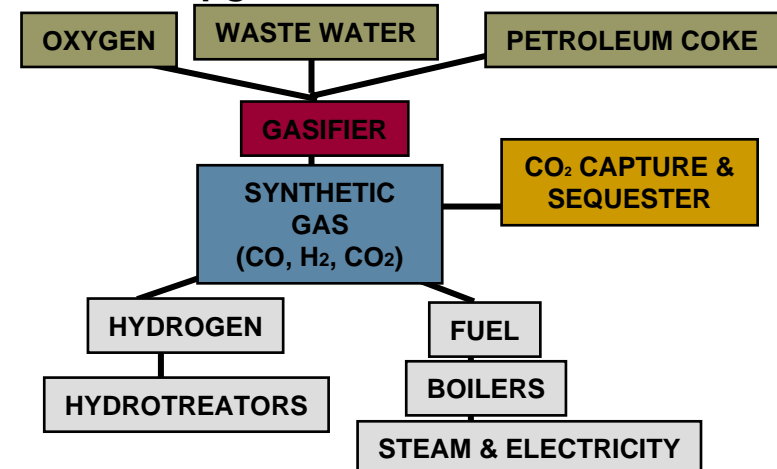 OXYGEN
WASTE WATER
PETROLEUM COKE
GASIFIER
SYNTHETIC
GAS
(CO, H₂, CO₂)
CO₂ CAPTURE &
SEQUESTER
HYDROGEN
FUEL
HYDROTREATORS
BOILERS
STEAM & ELECTRICITY